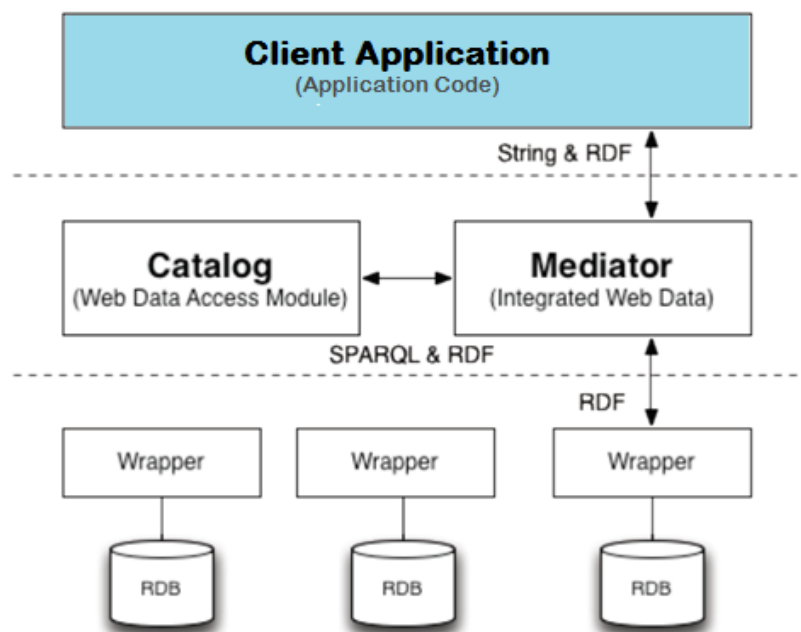 Client Application
(Application Code)
String & RDF
Catalog
(Web Data Access Module)
Mediator
(Integrated Web Data)
SPARQL & RDF
RDF
Wrapper
Wrapper
Wrapper
RDB
RDB
RDB